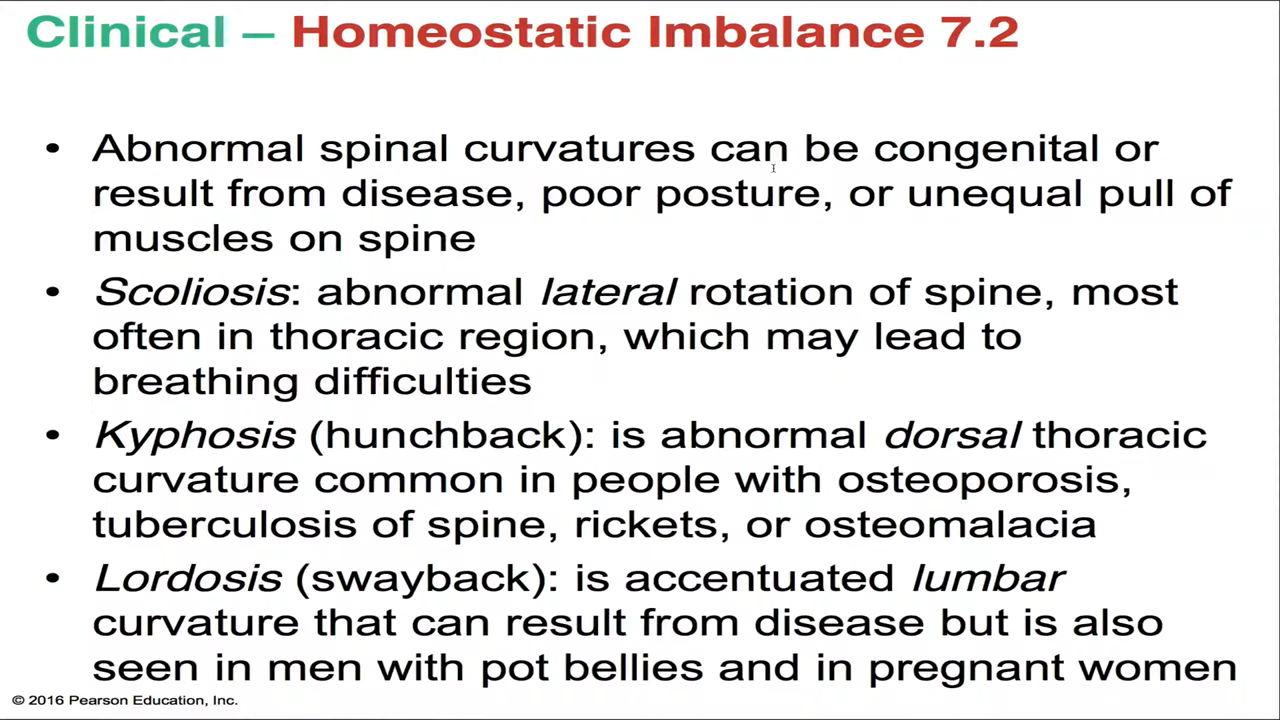 Clinical – Homeostatic Imbalance 7.2
• Abnormal spinal curvatures can be congenital or
result from disease, poor posture, or unequal pull of
muscles on spine
• Scoliosis: abnormal lateral rotation of spine, most
often in thoracic region, which may lead to
breathing difficulties
• Kyphosis (hunchback): is abnormal dorsal thoracic
curvature common in people with osteoporosis,
tuberculosis of spine, rickets, or osteomalacia
• Lordosis (swayback): is accentuated lumbar
curvature that can result from disease but is also
seen in men with pot bellies and in pregnant women
© 2016 Pearson Education, Inc.